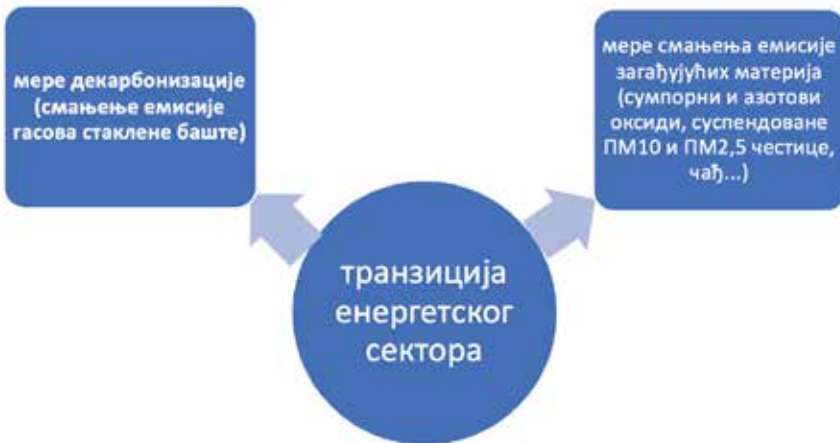 мере декарбонизације
(смањење емисије
гасова стаклене баште)
мере смањења емисије
загађујућих материја
(сумпорни и азотови
оксиди, суспендоване
ПМ10 и ПМ2,5 честице,
чађ...)
транзиција
енергетског
сектора